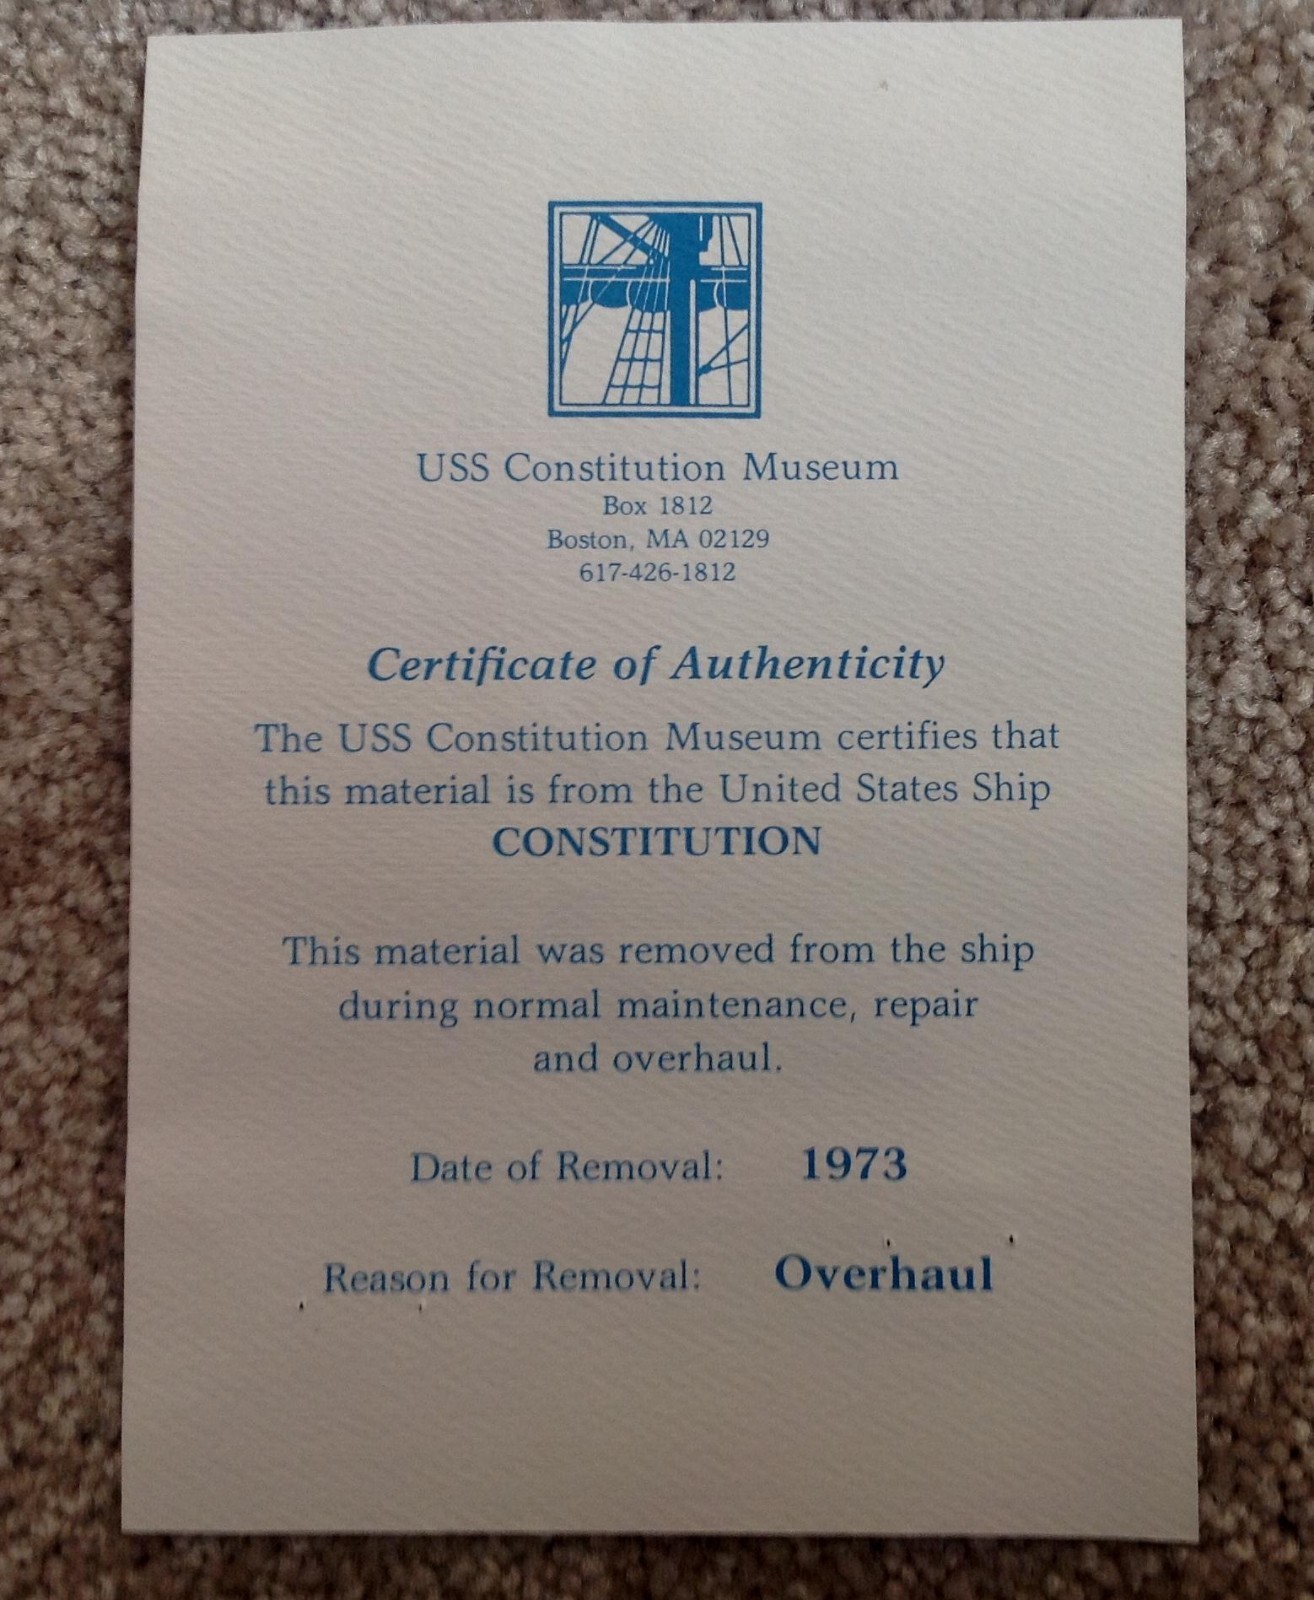 USS Constitution Museum
Box 1812
Boston, MA 02129
617-426-1812
Certificate of Authenticity
The USS Constitution Museum certifies that
this material is from the United States Ship
CONSTITUTION
This material was removed from the ship
during normal maintenance, repair
and overhaul.
Date of Removal: 1973
Reason for Removal: Overhaul